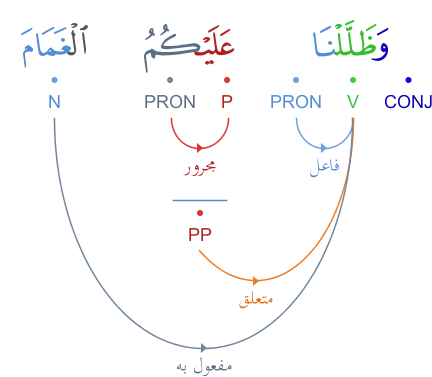 وَظَلَّلْنَا عَلَيْكُمُ ٱلْغَمَامَ
CONJ V PRON P PRON N
فاعل مجرور
PP
متعلق
مفعول به